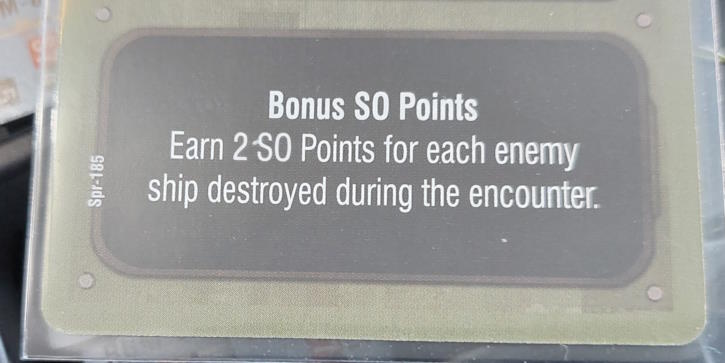 Bonus SO Points
Earn 2 SO Points for each enemy
ship destroyed during the encounter.
Spr-185